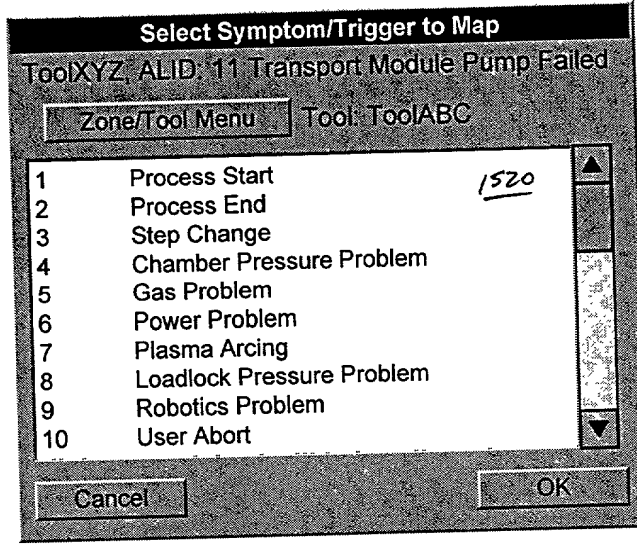 Select Symptom/Trigger to Map
ToolXYZ, ALID: 11 Transport Module Pump Failed
Zone/Tool Menu Tool: ToolABC
1 Process Start 1520
2 Process End
3 Step Change
4 Chamber Pressure Problem
5 Gas Problem
6 Power Problem
7 Plasma Arcing
8 Loadlock Pressure Problem
9 Robotics Problem
10 User Abort
Cancel OK